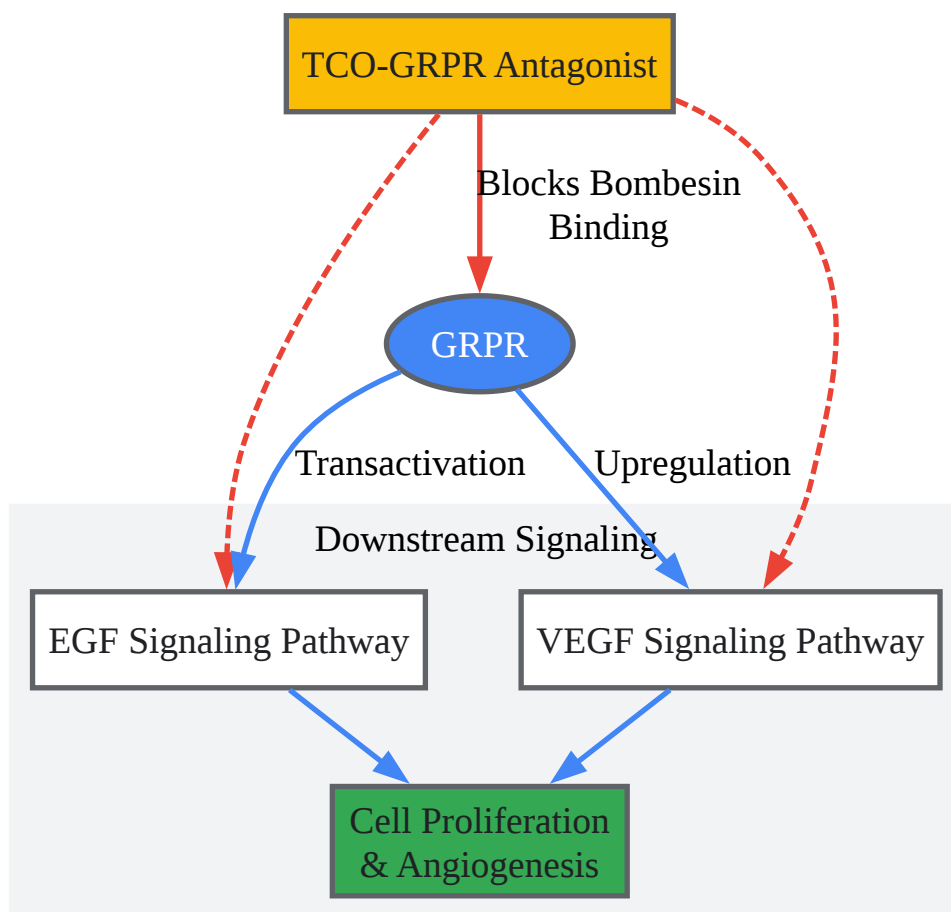 TCO-GRPR Antagonist
Blocks Bombesin
Binding
GRPR
Transactivation
Upregulation
Downstream Signaling
EGF Signaling Pathway
VEGF Signaling Pathway
Cell Proliferation
& Angiogenesis